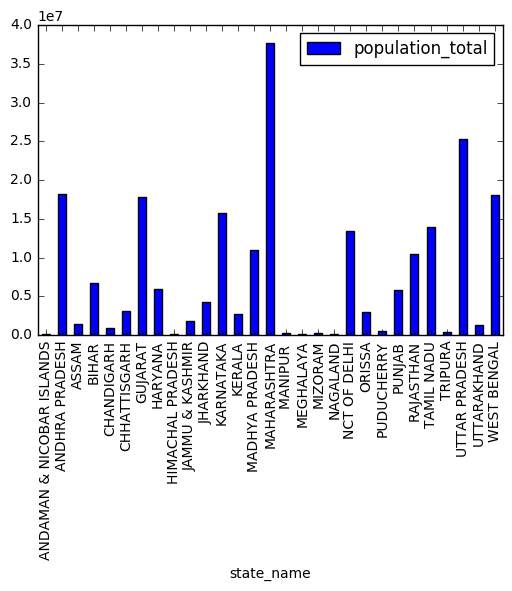 1e7
population_total
4.0
3.5
3.0
2.5
2.0
1.5
1.0
0.5
0.0
ANDAMAN & NICOBAR ISLANDS
ANDHRA PRADESH
ASSAM
BIHAR
CHANDIGARH
CHHATTISGARH
GUJARAT
HARYANA
HIMACHAL PRADESH
JAMMU & KASHMIR
JHARKHAND
KARNATAKA
KERALA
MADHYA PRADESH
MAHARASHTRA
MANIPUR
MEGHALAYA
MIZORAM
NAGALAND
NCT OF DELHI
ORISSA
PUDUCHERRY
PUNJAB
RAJASTHAN
TAMIL NADU
TRIPURA
UTTAR PRADESH
UTTARAKHAND
WEST BENGAL
state_name